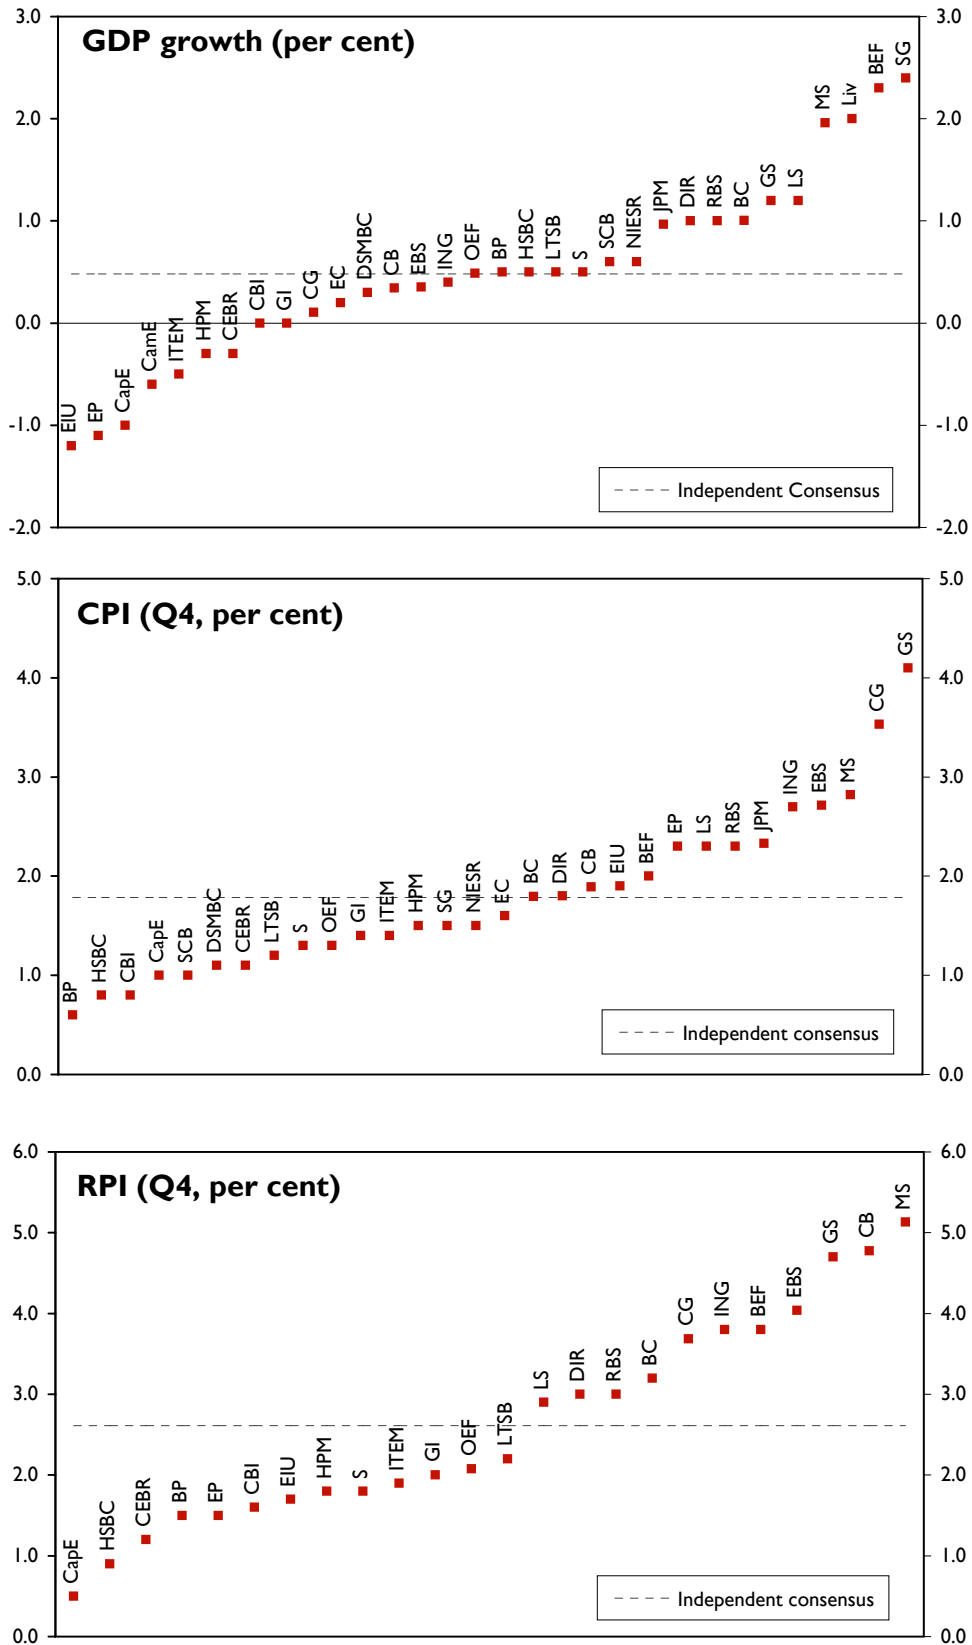 GDP growth (per cent)
3.0 3.0
2.0 2.0
1.0 1.0
0.0 0.0
-1.0 -1.0
-2.0 -2.0
EIU EP CapE CamE ITEM HPM CEBR CBI GI CG EC DSMBC CB EBS ING OEF BP HSBC LTSB S SCB NIESR JPM DIR RBS BC GS LS MS Liv BEF SG
Independent Consensus
CPI (Q4, per cent)
5.0 5.0
4.0 4.0
3.0 3.0
2.0 2.0
1.0 1.0
0.0 0.0
BP HSBC CBI CapE SCB DSMBC CEBR LTSB S OEF GI ITEM HPM SG NIESR EC BC DIR CB EIU BEF EP LS RBS JPM ING EBS MS CG GS
Independent consensus
RPI (Q4, per cent)
6.0 6.0
5.0 5.0
4.0 4.0
3.0 3.0
2.0 2.0
1.0 1.0
0.0 0.0
CapE HSBC CEBR BP EP CBI EIU HPM S ITEM GI OEF LTSB LS DIR RBS BC CG ING BEF EBS GS CB MS
Independent consensus